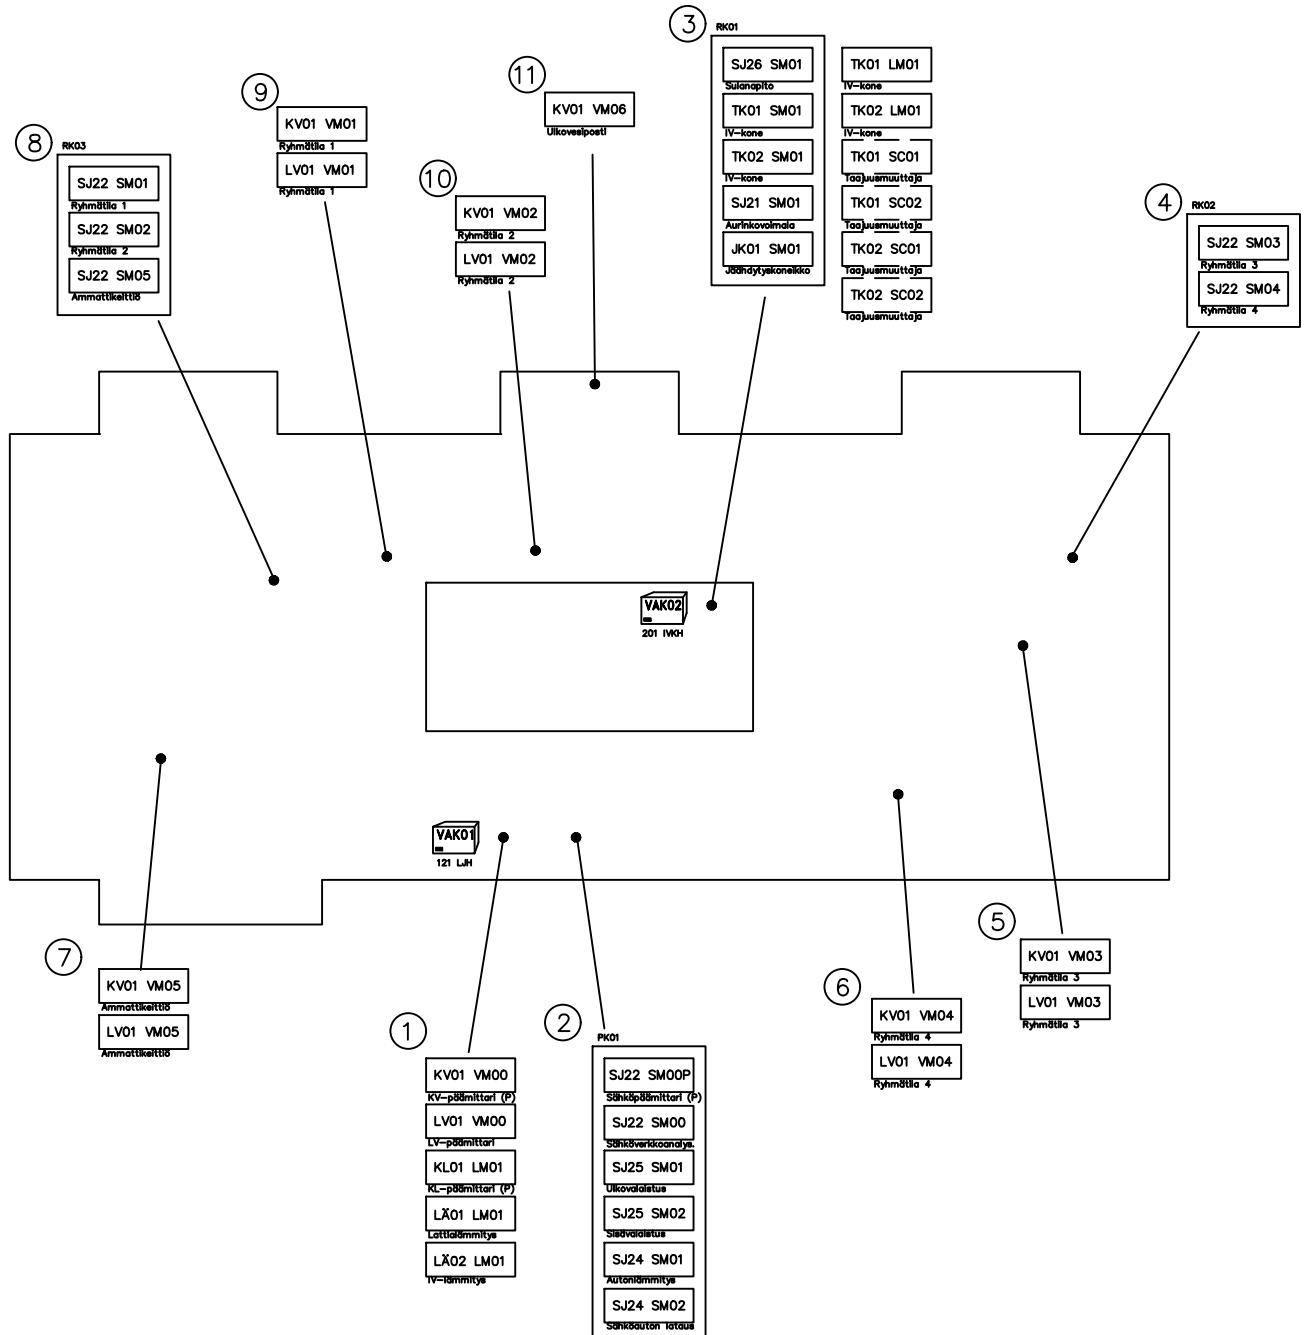 3
RK01
SJ26 SM01
Sulanapito
TK01 SM01
IV-kone
TK02 SM01
IV-kone
SJ21 SM01
Aurinkovoimala
JK01 SM01
Jäähdytyskoneikko
TK01 LM01
IV-kone
TK02 LM01
IV-kone
TK01 SC01
Taajuusmuuttaja
TK01 SC02
Taajuusmuuttaja
TK02 SC01
Taajuusmuuttaja
TK02 SC02
Taajuusmuuttaja
11
KV01 VM06
Ulkovesiposti
9
KV01 VM01
Ryhmätila 1
LV01 VM01
Ryhmätila 1
8
RK03
SJ22 SM01
Ryhmätila 1
SJ22 SM02
Ryhmätila 2
SJ22 SM05
Ammattikeittiö
10
KV01 VM02
Ryhmätila 2
LV01 VM02
Ryhmätila 2
4
RK02
SJ22 SM03
Ryhmätila 3
SJ22 SM04
Ryhmätila 4
VAK02
201 IVKH
VAK01
121 LJH
7
KV01 VM05
Ammattikeittiö
LV01 VM05
Ammattikeittiö
1
KV01 VM00
KV-päämittari (P)
LV01 VM00
LV-päämittari
KL01 LM01
KL-päämittari (P)
LÄ01 LM01
Lattialämmitys
LÄ02 LM01
IV-lämmitys
2
PK01
SJ22 SM00P
Sähköpäämittari (P)
SJ22 SM00
Sähköverkkoanalys.
SJ25 SM01
Ulkovalaistus
SJ25 SM02
Sisävalaistus
SJ24 SM01
Autonlämmitys
SJ24 SM02
Sähköauton lataus
6
KV01 VM04
Ryhmätila 4
LV01 VM04
Ryhmätila 4
5
KV01 VM03
Ryhmätila 3
LV01 VM03
Ryhmätila 3